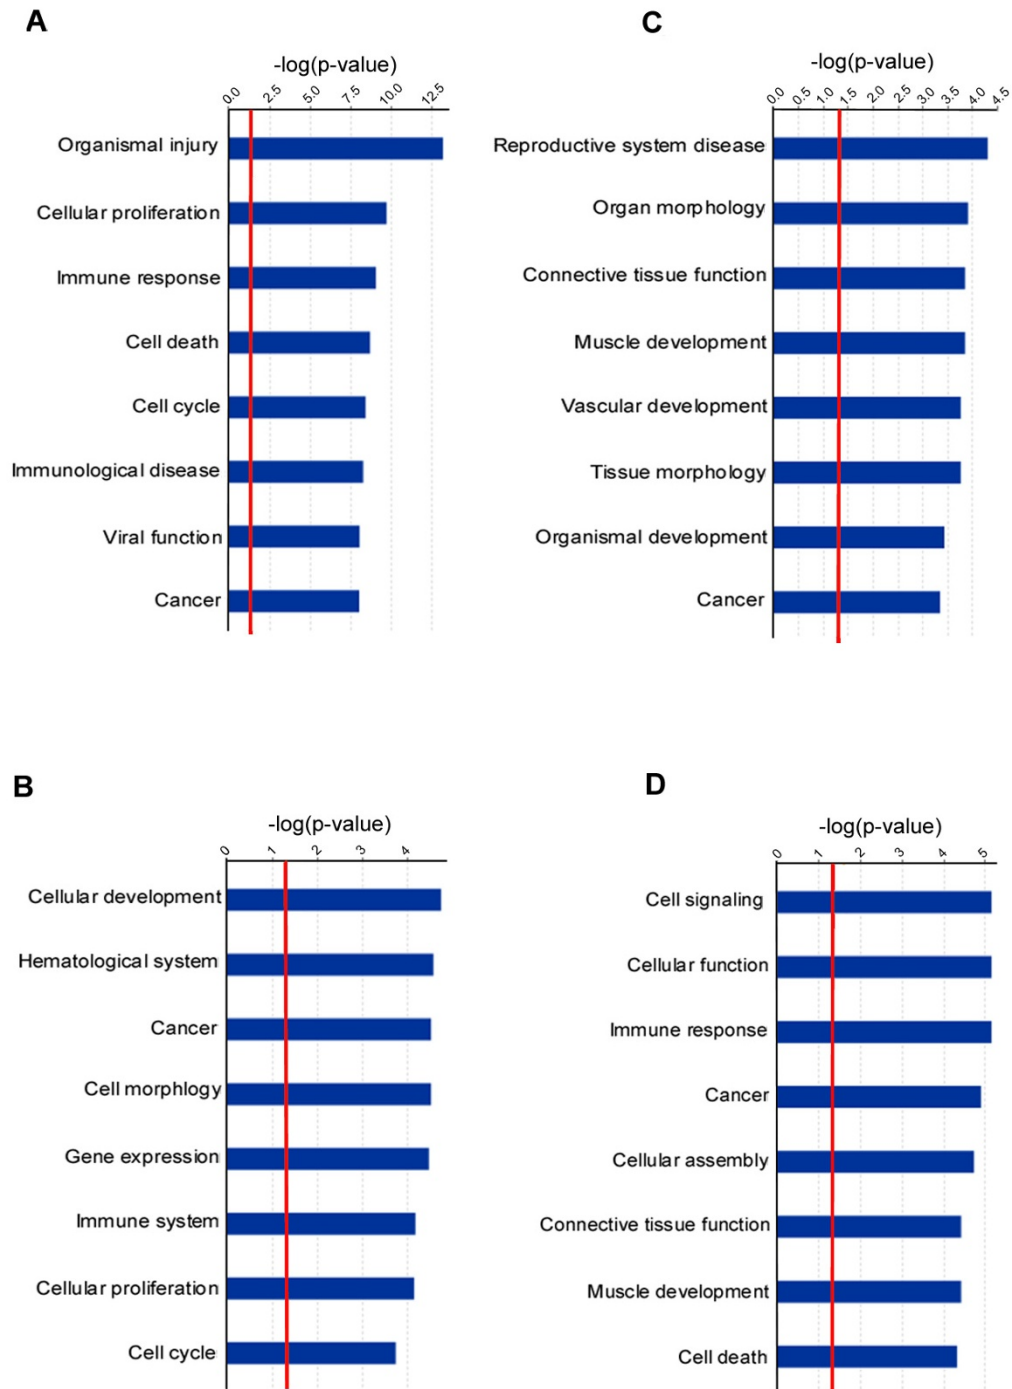 A
-log(p-value)
0.0 2.5 5.0 7.5 10.0 12.5
Organismal injury
Cellular proliferation
Immune response
Cell death
Cell cycle
Immunological disease
Viral function
Cancer
C
-log(p-value)
0.0 0.5 1.0 1.5 2.0 2.5 3.0 3.5 4.0 4.5
Reproductive system disease
Organ morphology
Connective tissue function
Muscle development
Vascular development
Tissue morphology
Organismal development
Cancer
B
-log(p-value)
0 1 2 3 4
Cellular development
Hematological system
Cancer
Cell morphlogy
Gene expression
Immune system
Cellular proliferation
Cell cycle
D
-log(p-value)
0 1 2 3 4 5
Cell signaling
Cellular function
Immune response
Cancer
Cellular assembly
Connective tissue function
Muscle development
Cell death